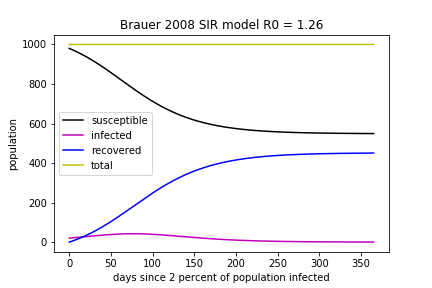 Brauer 2008 SIR model R0 = 1.26
1000
800
600
400
200
0
population
susceptible
infected
recovered
total
0 50 100 150 200 250 300 350
days since 2 percent of population infected